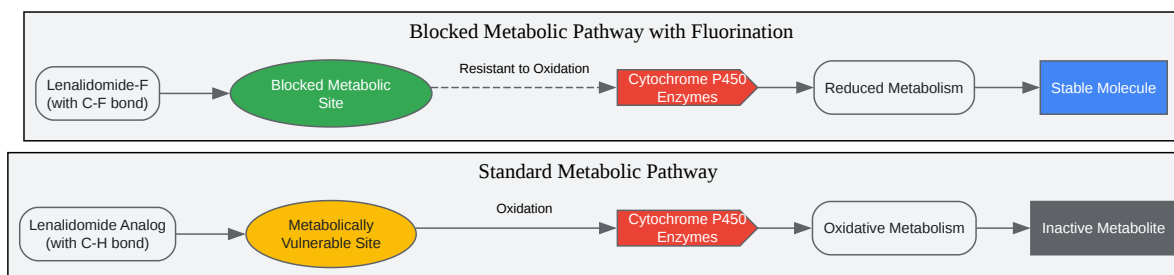 Blocked Metabolic Pathway with Fluorination
Lenalidomide-F
(with C-F bond)
Blocked Metabolic
Site
Resistant to Oxidation
Cytochrome P450
Enzymes
Reduced Metabolism
Stable Molecule
Standard Metabolic Pathway
Lenalidomide Analog
(with C-H bond)
Metabolically
Vulnerable Site
Oxidation
Cytochrome P450
Enzymes
Oxidative Metabolism
Inactive Metabolite